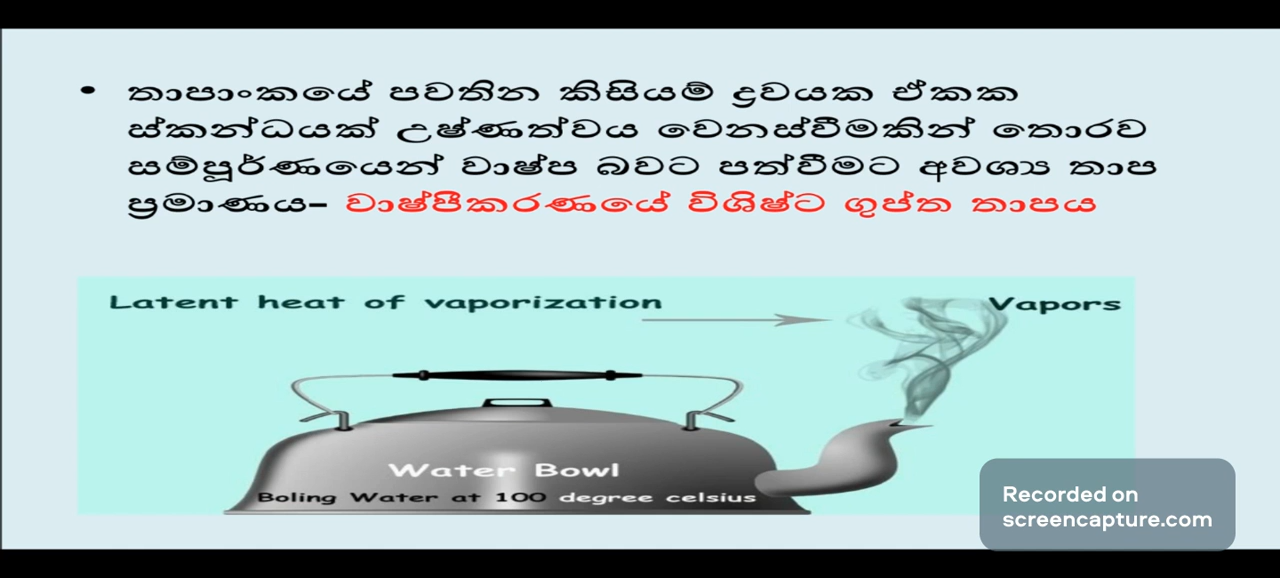 • තාපාංකයේ පවතින කිසියම් ද්‍රවයක ඒකක
ස්කන්ධයක් උෂ්ණත්වය වෙනස්වීමකින් තොරව
සම්පූර්ණයෙන් වාෂ්ප බවට පත්වීමට අවශ්‍ය තාප
ප්‍රමාණය– වාෂ්පීකරණයේ විශිෂ්ට ගුප්ත තාපය
Latent heat of vaporization
Vapors
Water Bowl
Boling Water at 100 degree celsius
Recorded on
screencapture.com